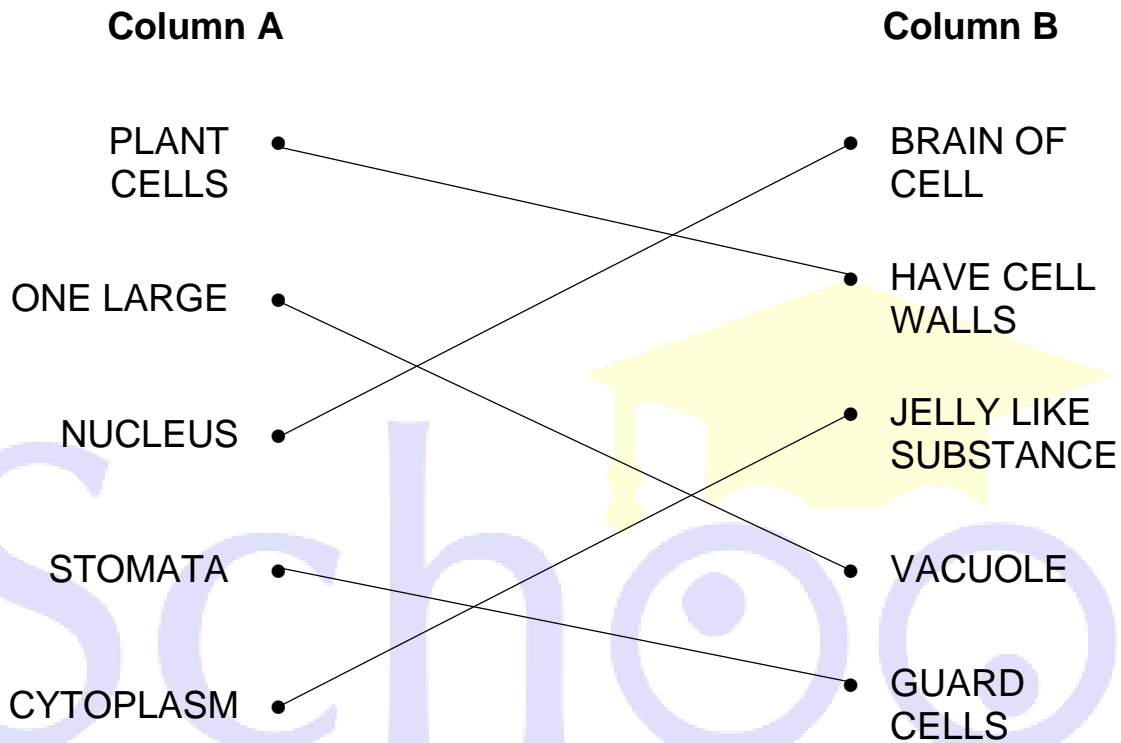 Column A
Column B
PLANT
CELLS
BRAIN OF
CELL
ONE LARGE
HAVE CELL
WALLS
NUCLEUS
JELLY LIKE
SUBSTANCE
STOMATA
VACUOLE
CYTOPLASM
GUARD
CELLS